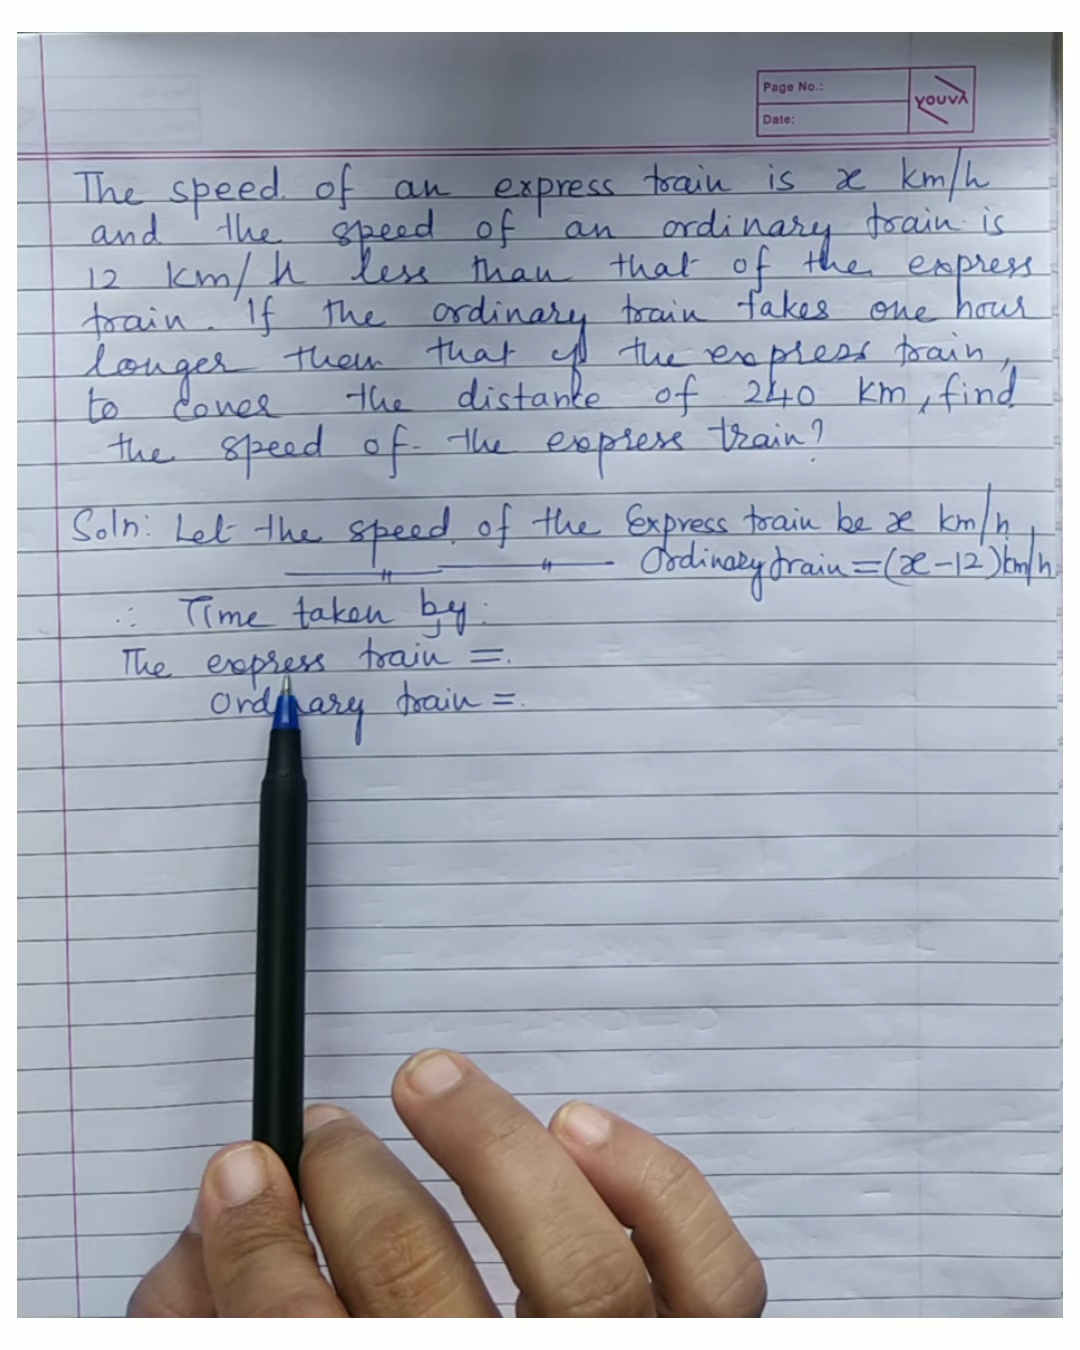 Page No.:
Date:
YOUVA
The speed of an express train is x km/h
and the speed of an ordinary train is
12 km/h less than that of the express
train. If the ordinary train takes one hour
longer then that of the express train,
to cover the distance of 240 km, find
the speed of the express train?
Soln: Let the speed of the Express train be x km/h,
—〃— —〃— Ordinary train = (x-12) km/h
∴ Time taken by:
The express train =.
Ordinary train =.